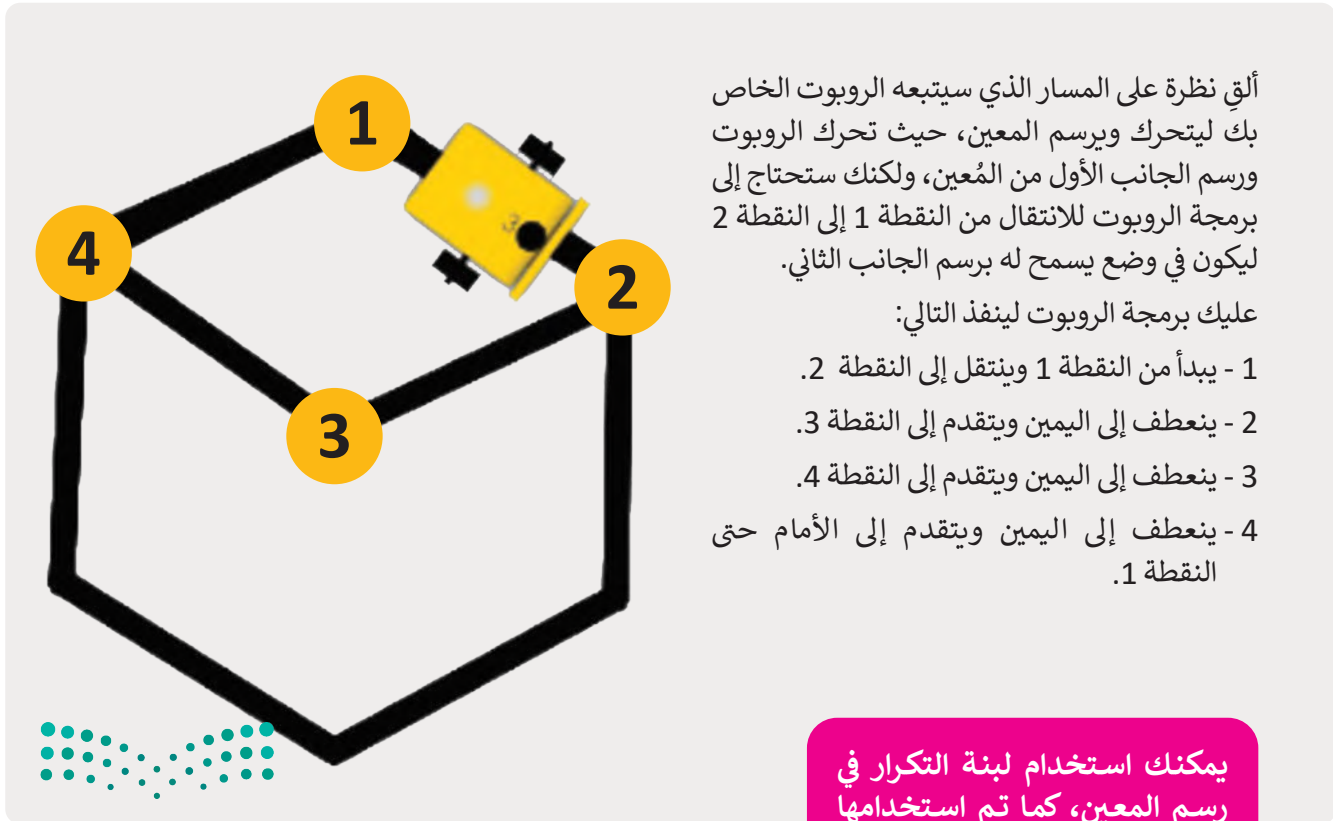 ألقِ نظرة على المسار الذي سيتبعه الروبوت الخاص
بك ليتحرك ويرسم المعين، حيث تحرك الروبوت
ورسم الجانب الأول من المُعين، ولكنك ستحتاج إلى
برمجة الروبوت للانتقال من النقطة 1 إلى النقطة 2
ليكون في وضع يسمح له برسم الجانب الثاني.
عليك برمجة الروبوت لينفذ التالي:
1 - يبدأ من النقطة 1 وينتقل إلى النقطة 2.
2 - ينعطف إلى اليمين ويتقدم إلى النقطة 3.
3 - ينعطف إلى اليمين ويتقدم إلى النقطة 4.
4 - ينعطف إلى اليمين ويتقدم إلى الأمام حتى
النقطة 1.
1
2
3
4
3
يمكنك استخدام لبنة التكرار في
رسم المعين، كما تم استخدامها